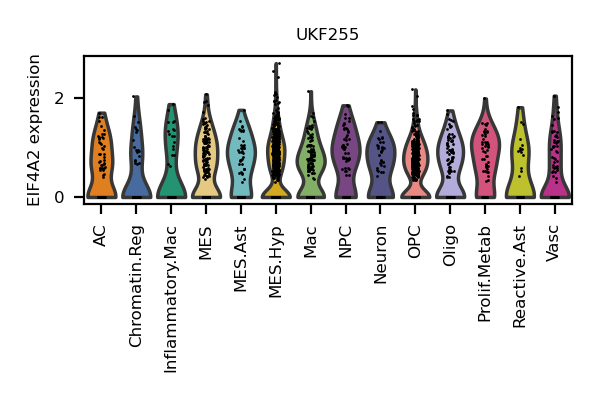 UKF255
EIF4A2 expression
2
0
AC
Chromatin.Reg
Inflammatory.Mac
MES
MES.Ast
MES.Hyp
Mac
NPC
Neuron
OPC
Oligo
Prolif.Metab
Reactive.Ast
Vasc